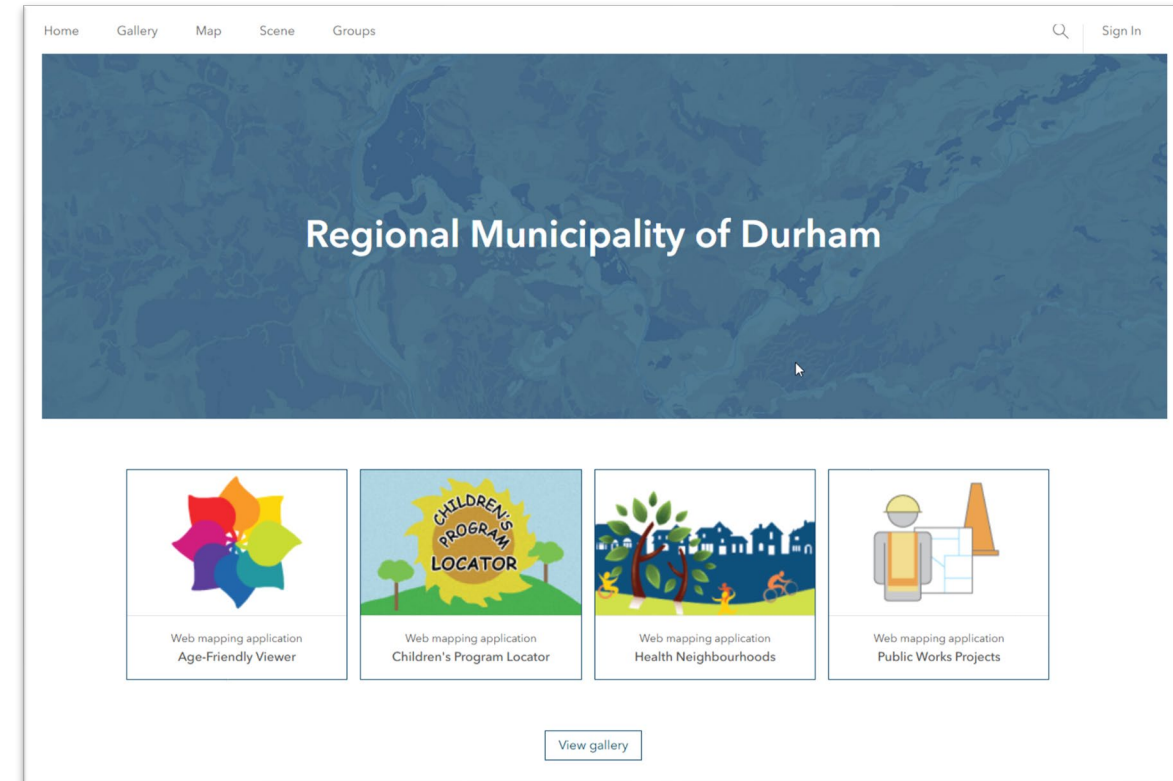 Home Gallery Map Scene Groups Sign In
Regional Municipality of Durham
CHILDREN'S
PROGRAM
LOCATOR
Web mapping application
Age-Friendly Viewer
Web mapping application
Children's Program Locator
Web mapping application
Health Neighbourhoods
Web mapping application
Public Works Projects
View gallery